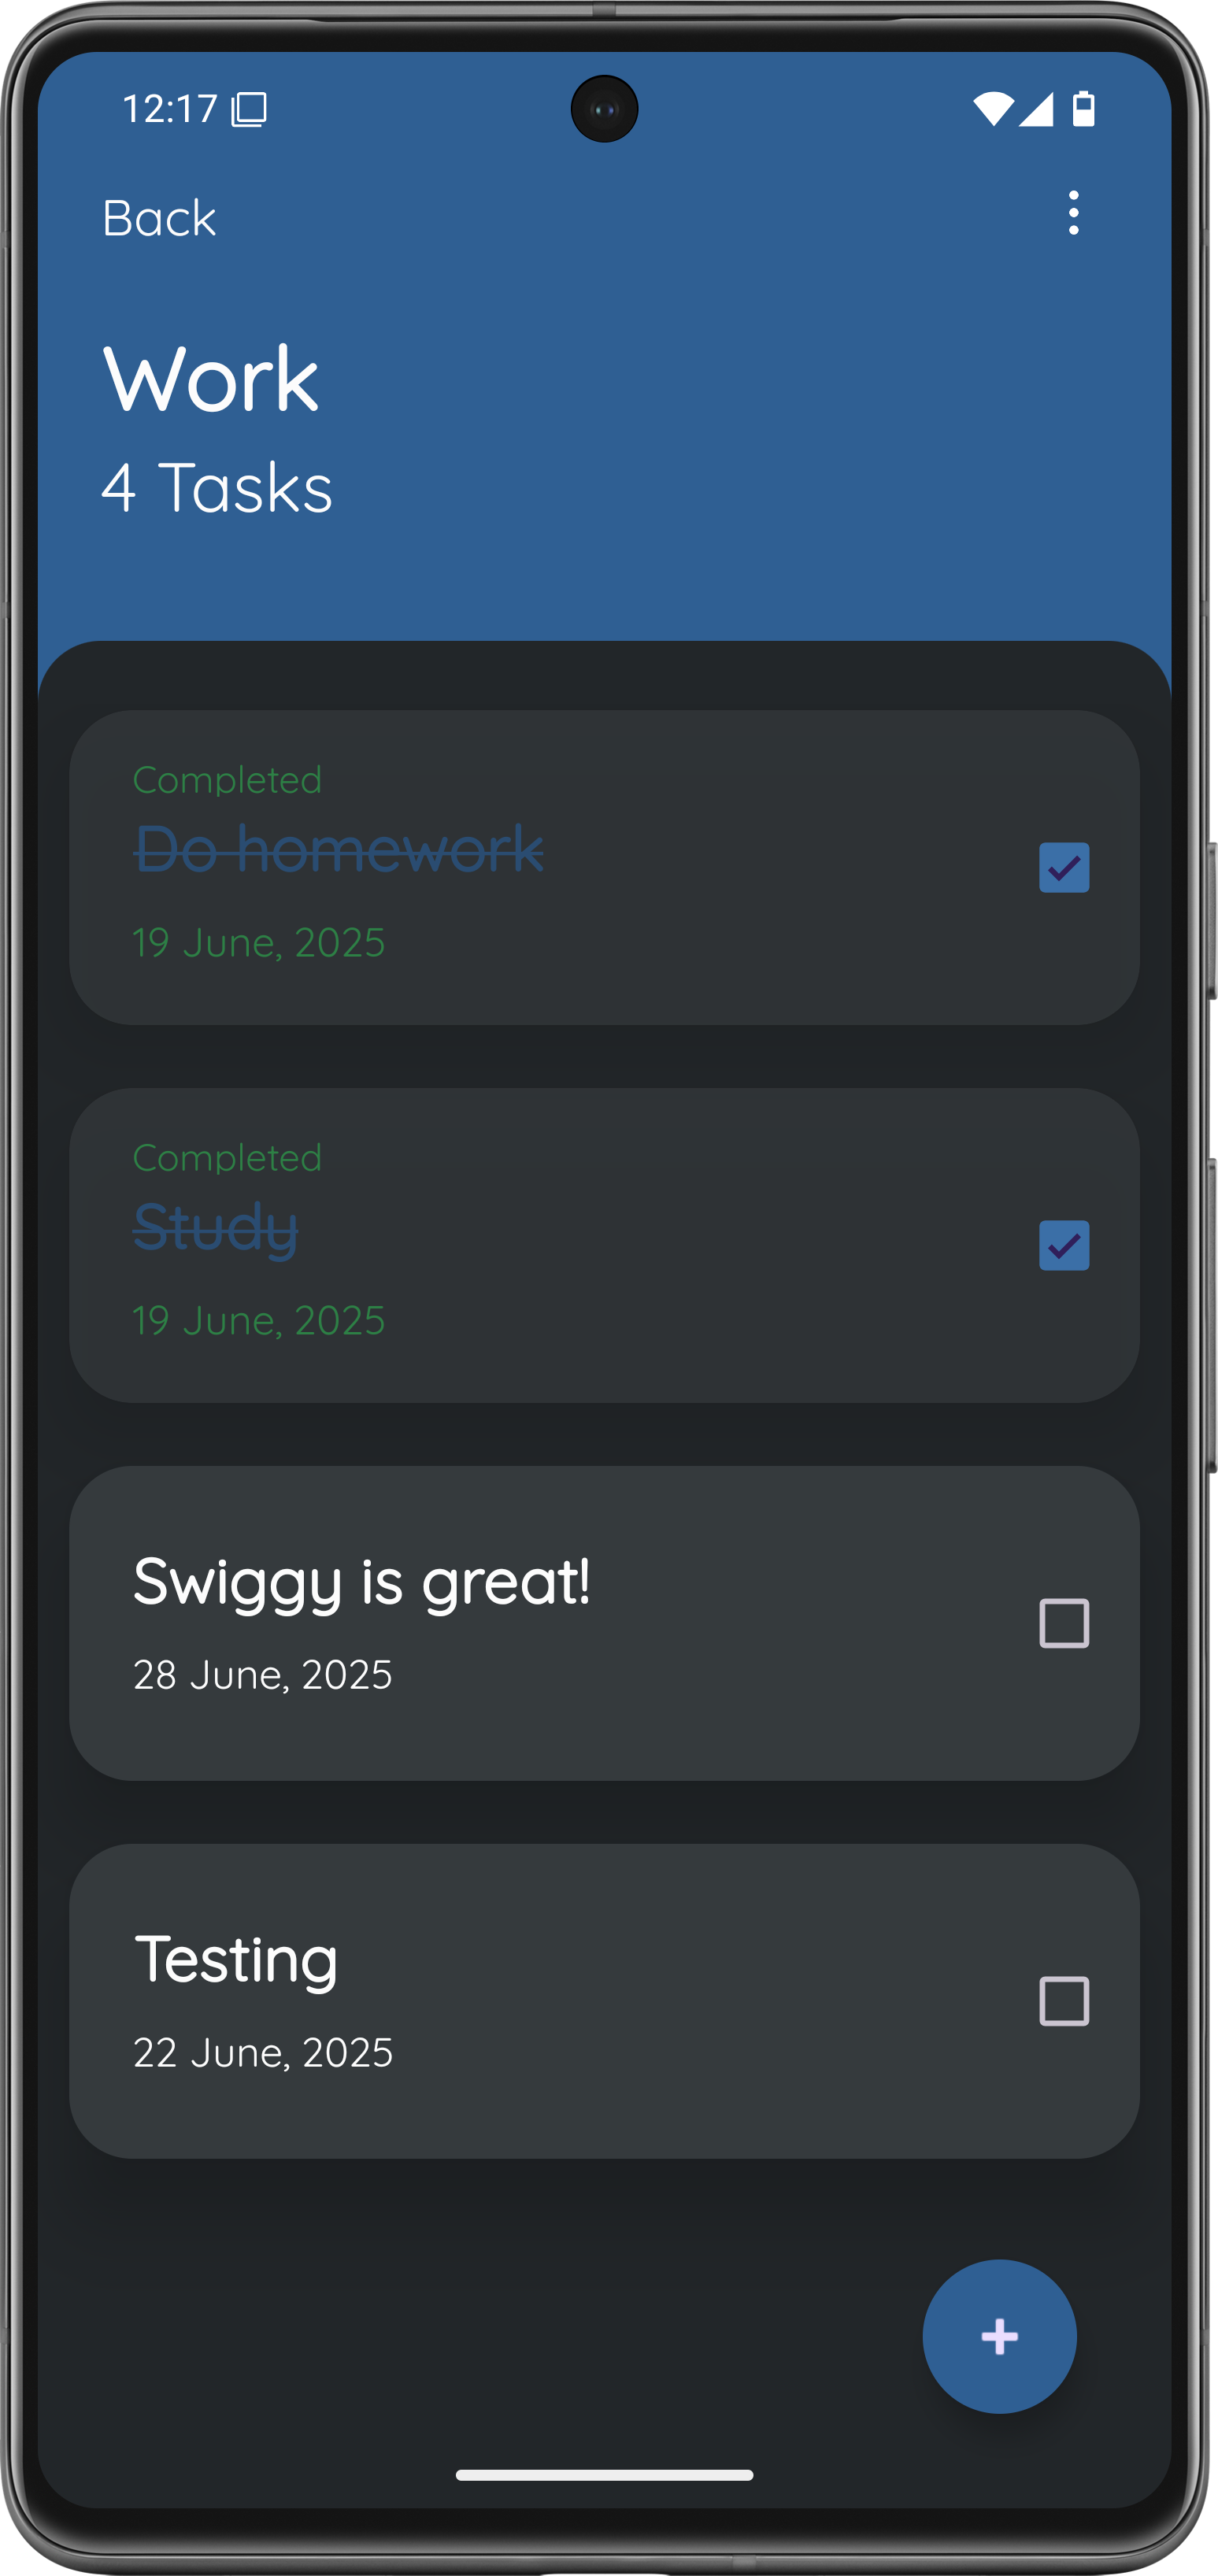 12:17
Back
Work
4 Tasks
Completed
Do homework
19 June, 2025
Completed
Study
19 June, 2025
Swiggy is great!
28 June, 2025
Testing
22 June, 2025